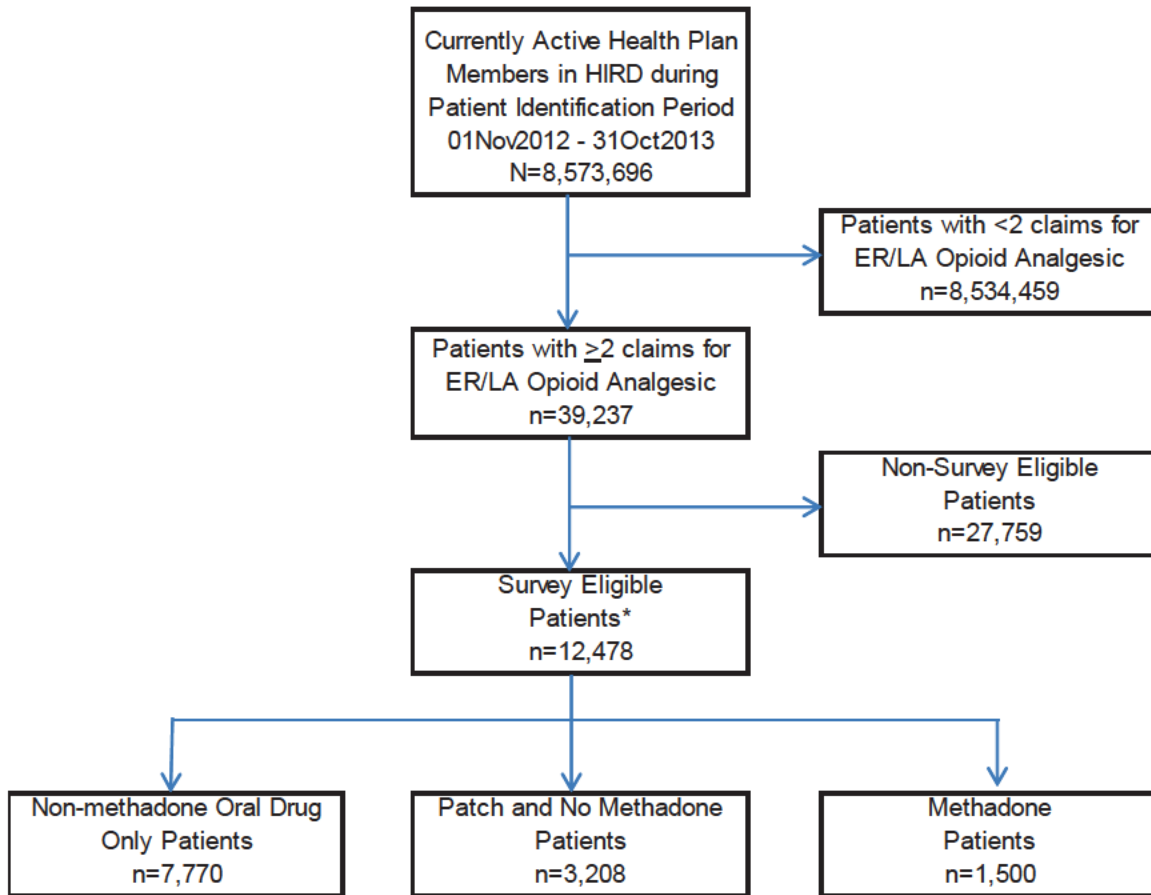 Currently Active Health Plan
Members in HIRD during
Patient Identification Period
01Nov2012 - 31Oct2013
N=8,573,696
Patients with <2 claims for
ER/LA Opioid Analgesic
n=8,534,459
Patients with ≥2 claims for
ER/LA Opioid Analgesic
n=39,237
Non-Survey Eligible
Patients
n=27,759
Survey Eligible
Patients*
n=12,478
Non-methadone Oral Drug
Only Patients
n=7,770
Patch and No Methadone
Patients
n=3,208
Methadone
Patients
n=1,500